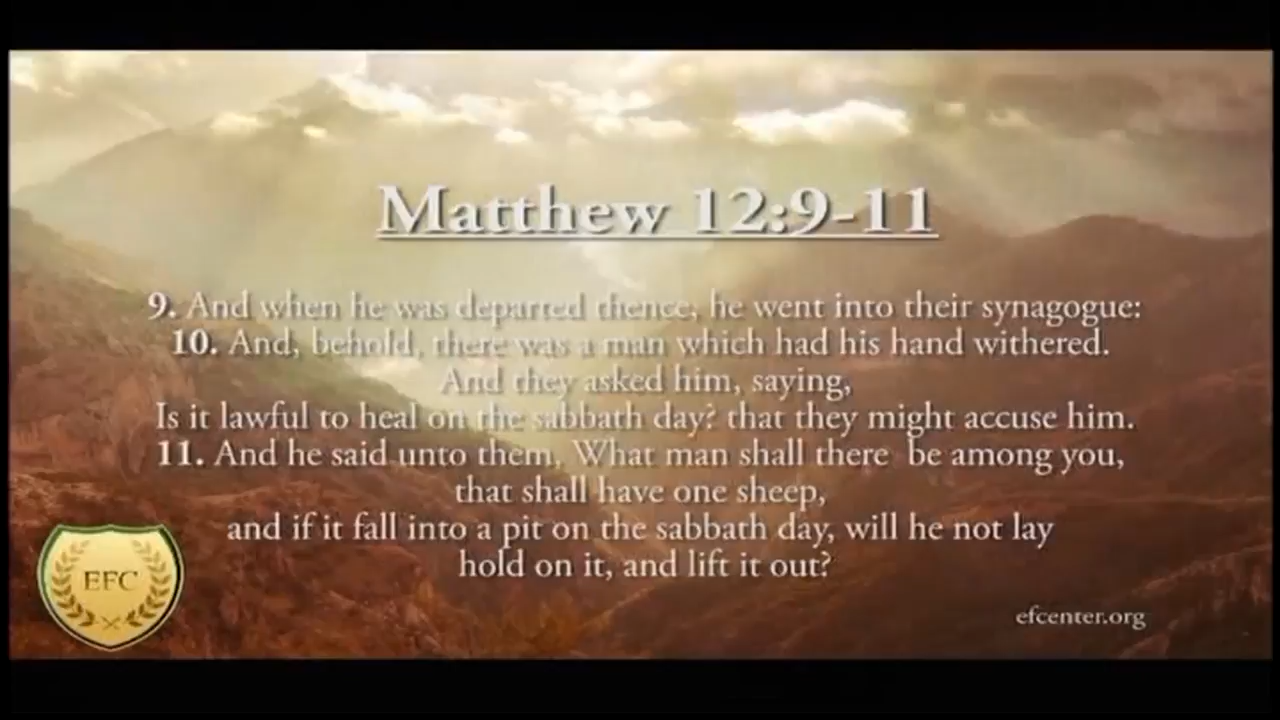 Matthew 12:9-11
9. And when he was departed thence, he went into their synagogue:
10. And, behold, there was a man which had his hand withered.
And they asked him, saying,
Is it lawful to heal on the sabbath day? that they might accuse him.
11. And he said unto them, What man shall there be among you,
that shall have one sheep,
and if it fall into a pit on the sabbath day, will he not lay
hold on it, and lift it out?
EFC
efcenter.org